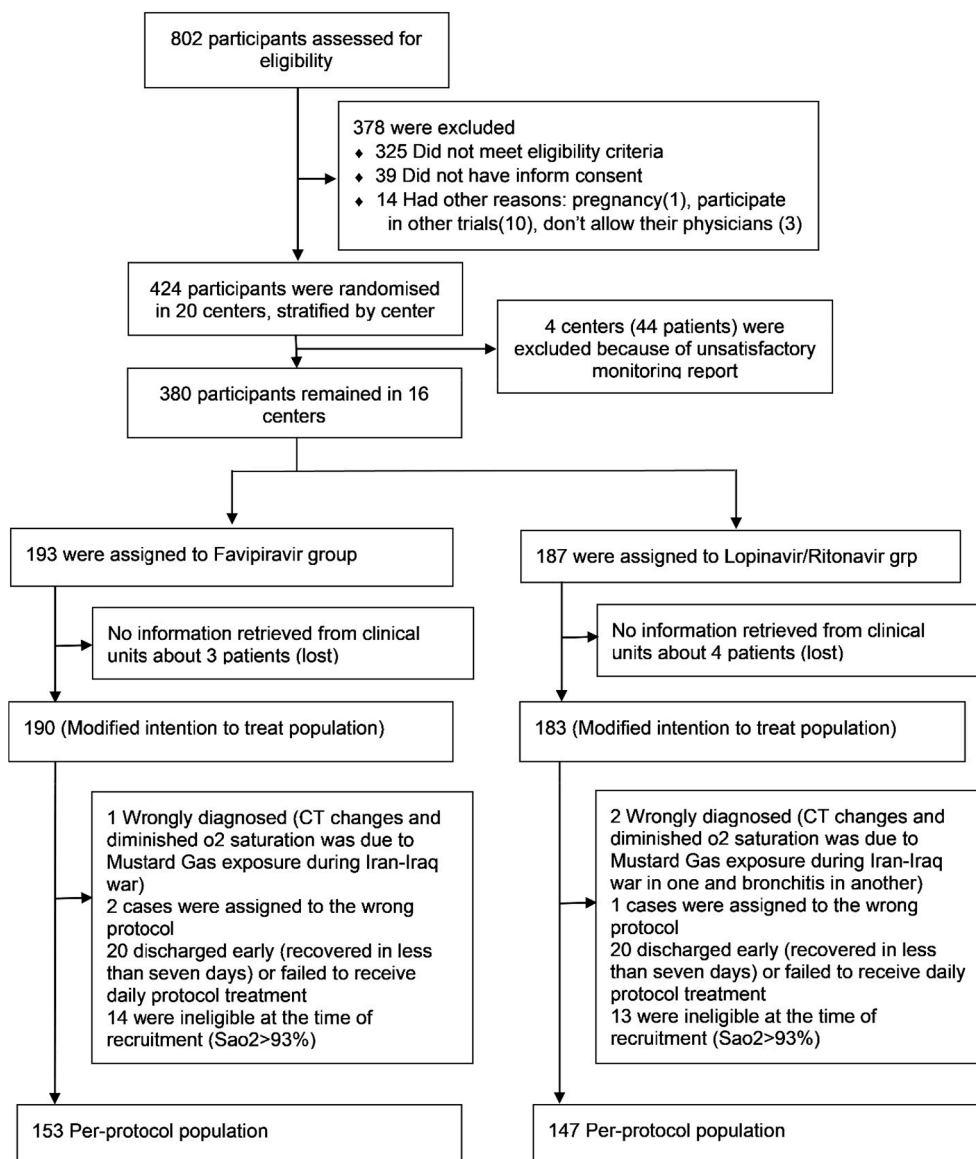 802 participants assessed for
eligibility
378 were excluded
♦ 325 Did not meet eligibility criteria
♦ 39 Did not have inform consent
♦ 14 Had other reasons: pregnancy(1), participate
in other trials(10), don’t allow their physicians (3)
424 participants were randomised
in 20 centers, stratified by center
4 centers (44 patients) were
excluded because of unsatisfactory
monitoring report
380 participants remained in 16
centers
193 were assigned to Favipiravir group
187 were assigned to Lopinavir/Ritonavir grp
No information retrieved from clinical
units about 3 patients (lost)
No information retrieved from clinical
units about 4 patients (lost)
190 (Modified intention to treat population)
183 (Modified intention to treat population)
1 Wrongly diagnosed (CT changes and
diminished o2 saturation was due to
Mustard Gas exposure during Iran-Iraq
war)
2 cases were assigned to the wrong
protocol
20 discharged early (recovered in less
than seven days) or failed to receive
daily protocol treatment
14 were ineligible at the time of
recruitment (Sao2>93%)
2 Wrongly diagnosed (CT changes and
diminished o2 saturation was due to
Mustard Gas exposure during Iran-Iraq
war in one and bronchitis in another)
1 cases were assigned to the wrong
protocol
20 discharged early (recovered in less
than seven days) or failed to receive daily
protocol treatment
13 were ineligible at the time of
recruitment (Sao2>93%)
153 Per-protocol population
147 Per-protocol population